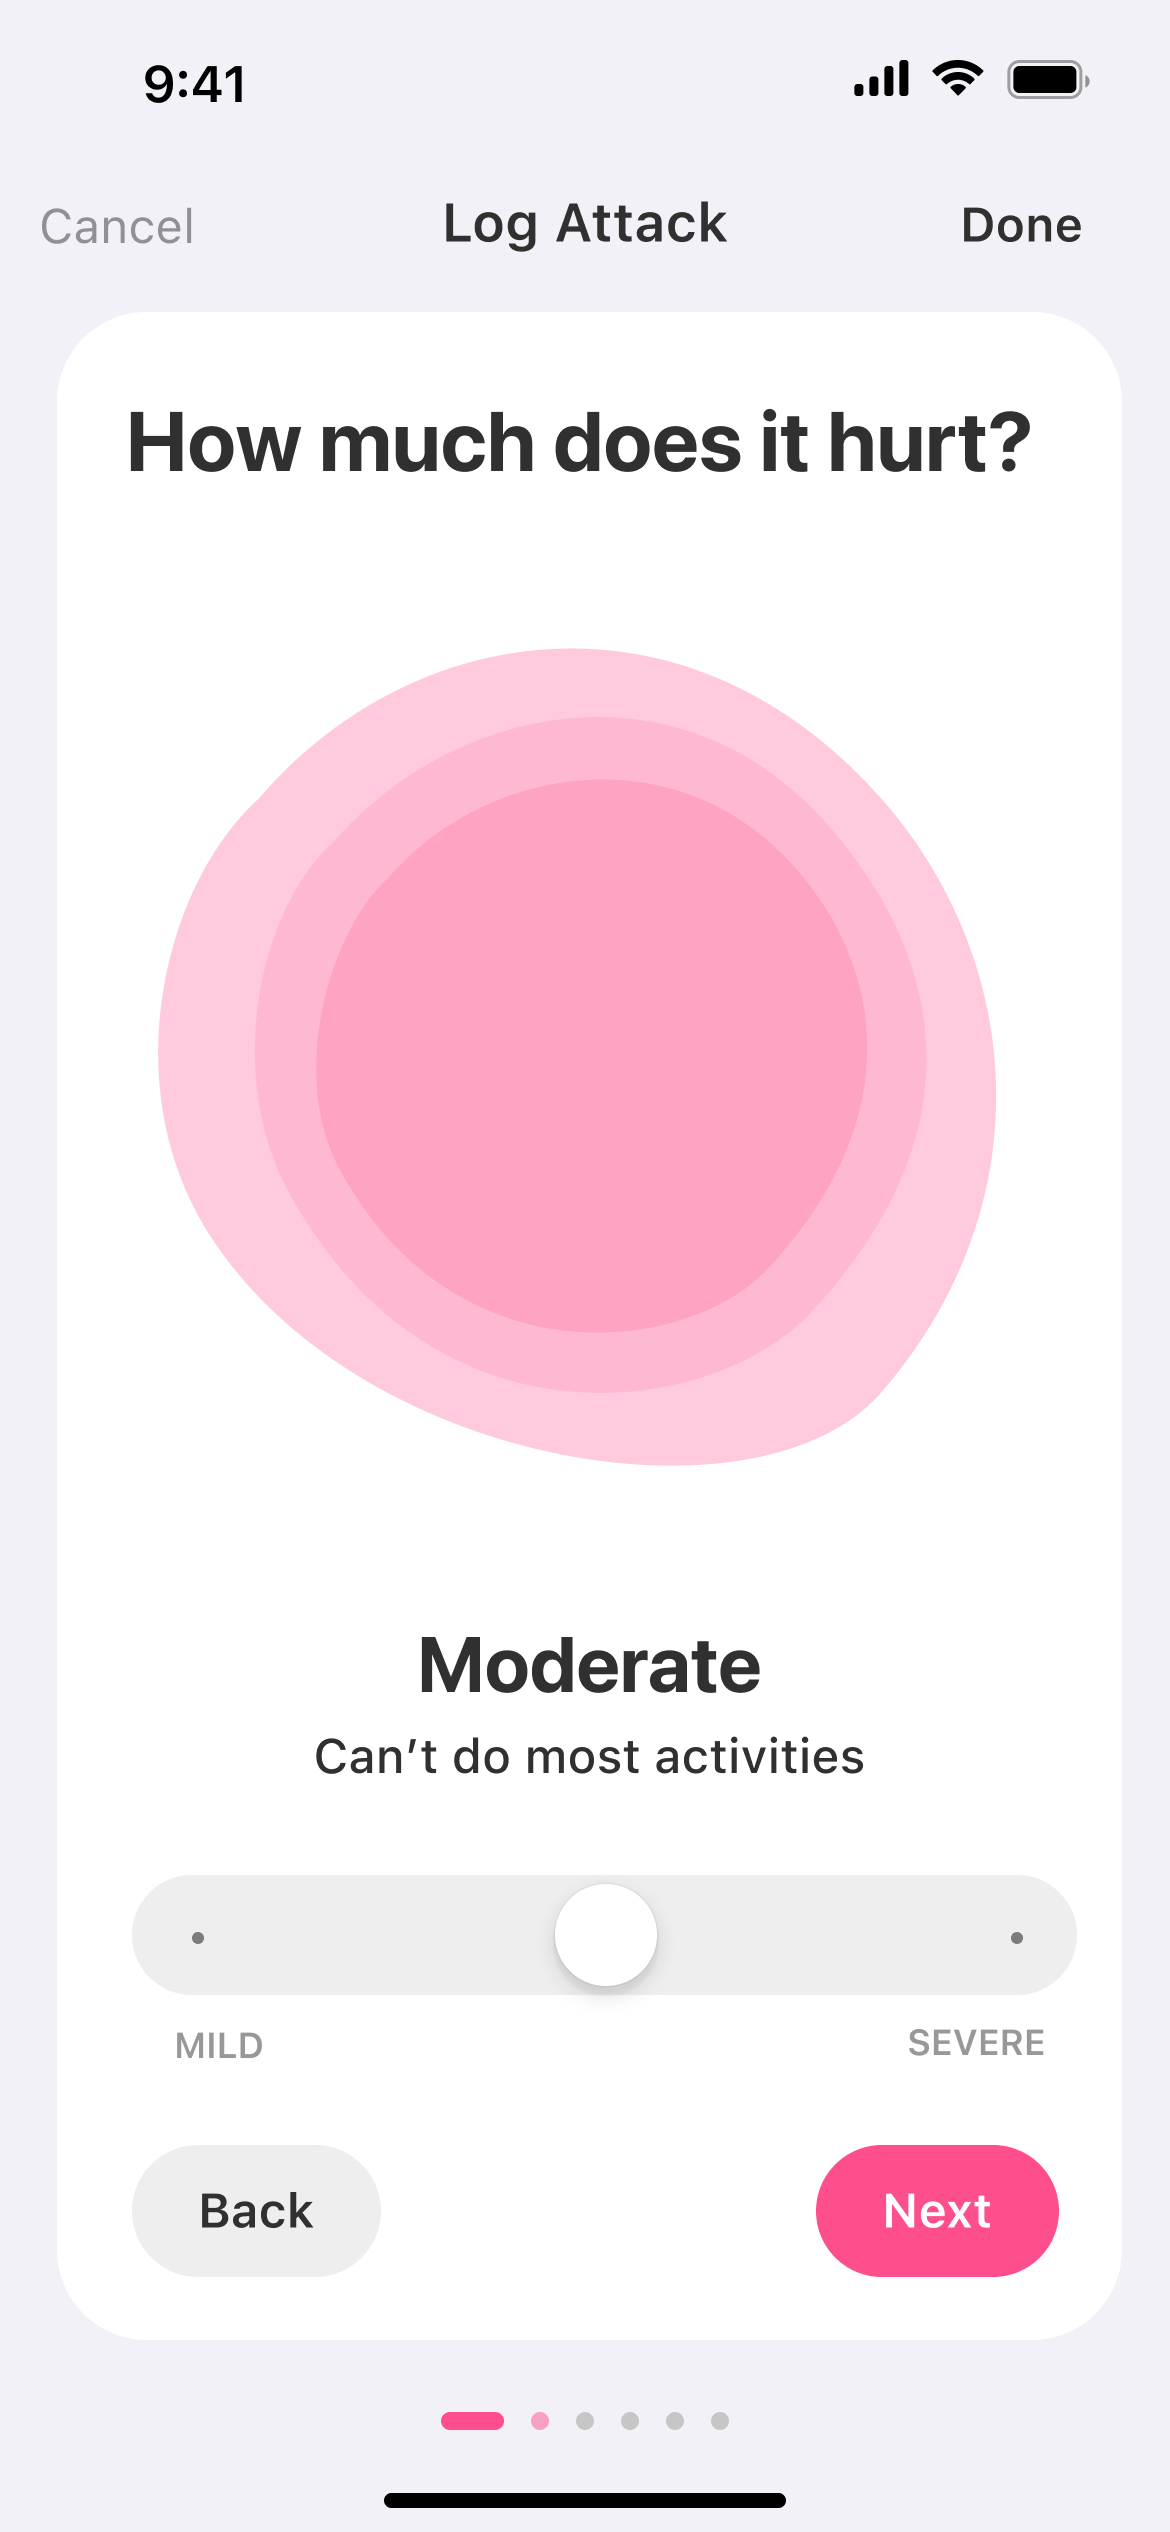 9:41
Cancel
Log Attack
Done
How much does it hurt?
Moderate
Can’t do most activities
MILD
SEVERE
Back
Next